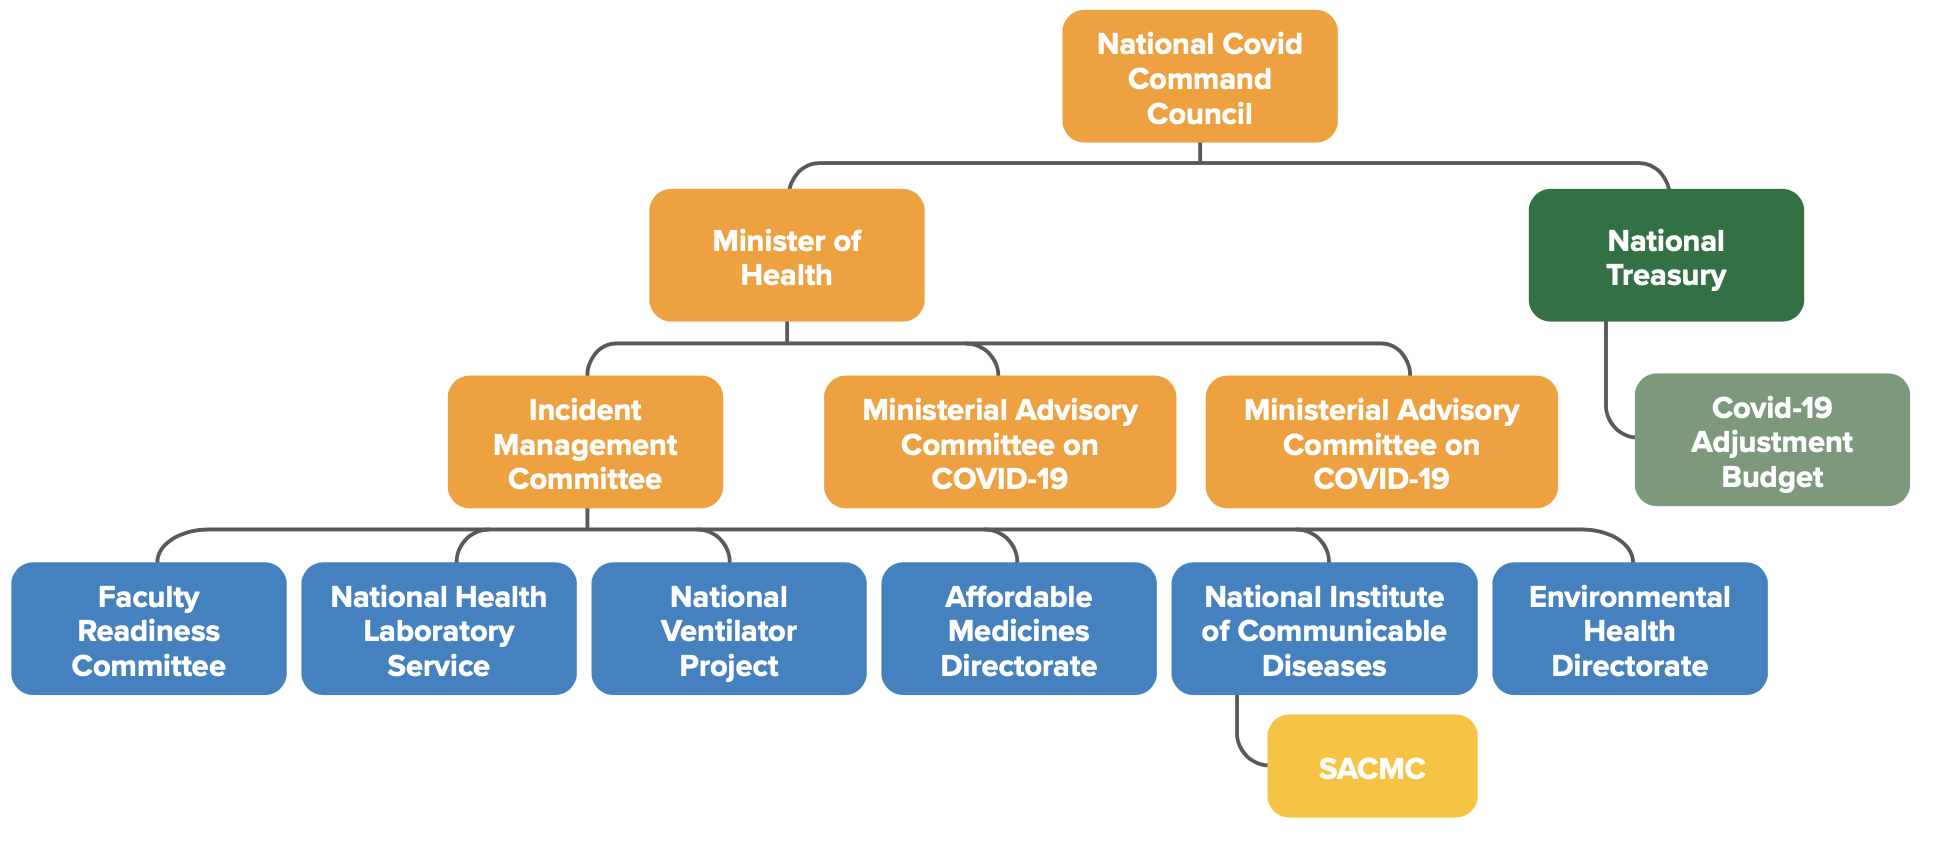 National Covid
Command
Council
Minister of
Health
National
Treasury
Incident
Management
Committee
Ministerial Advisory
Committee on
COVID-19
Ministerial Advisory
Committee on
COVID-19
Covid-19
Adjustment
Budget
Faculty
Readiness
Committee
National Health
Laboratory
Service
National
Ventilator
Project
Affordable
Medicines
Directorate
National Institute
of Communicable
Diseases
Environmental
Health
Directorate
SACMC